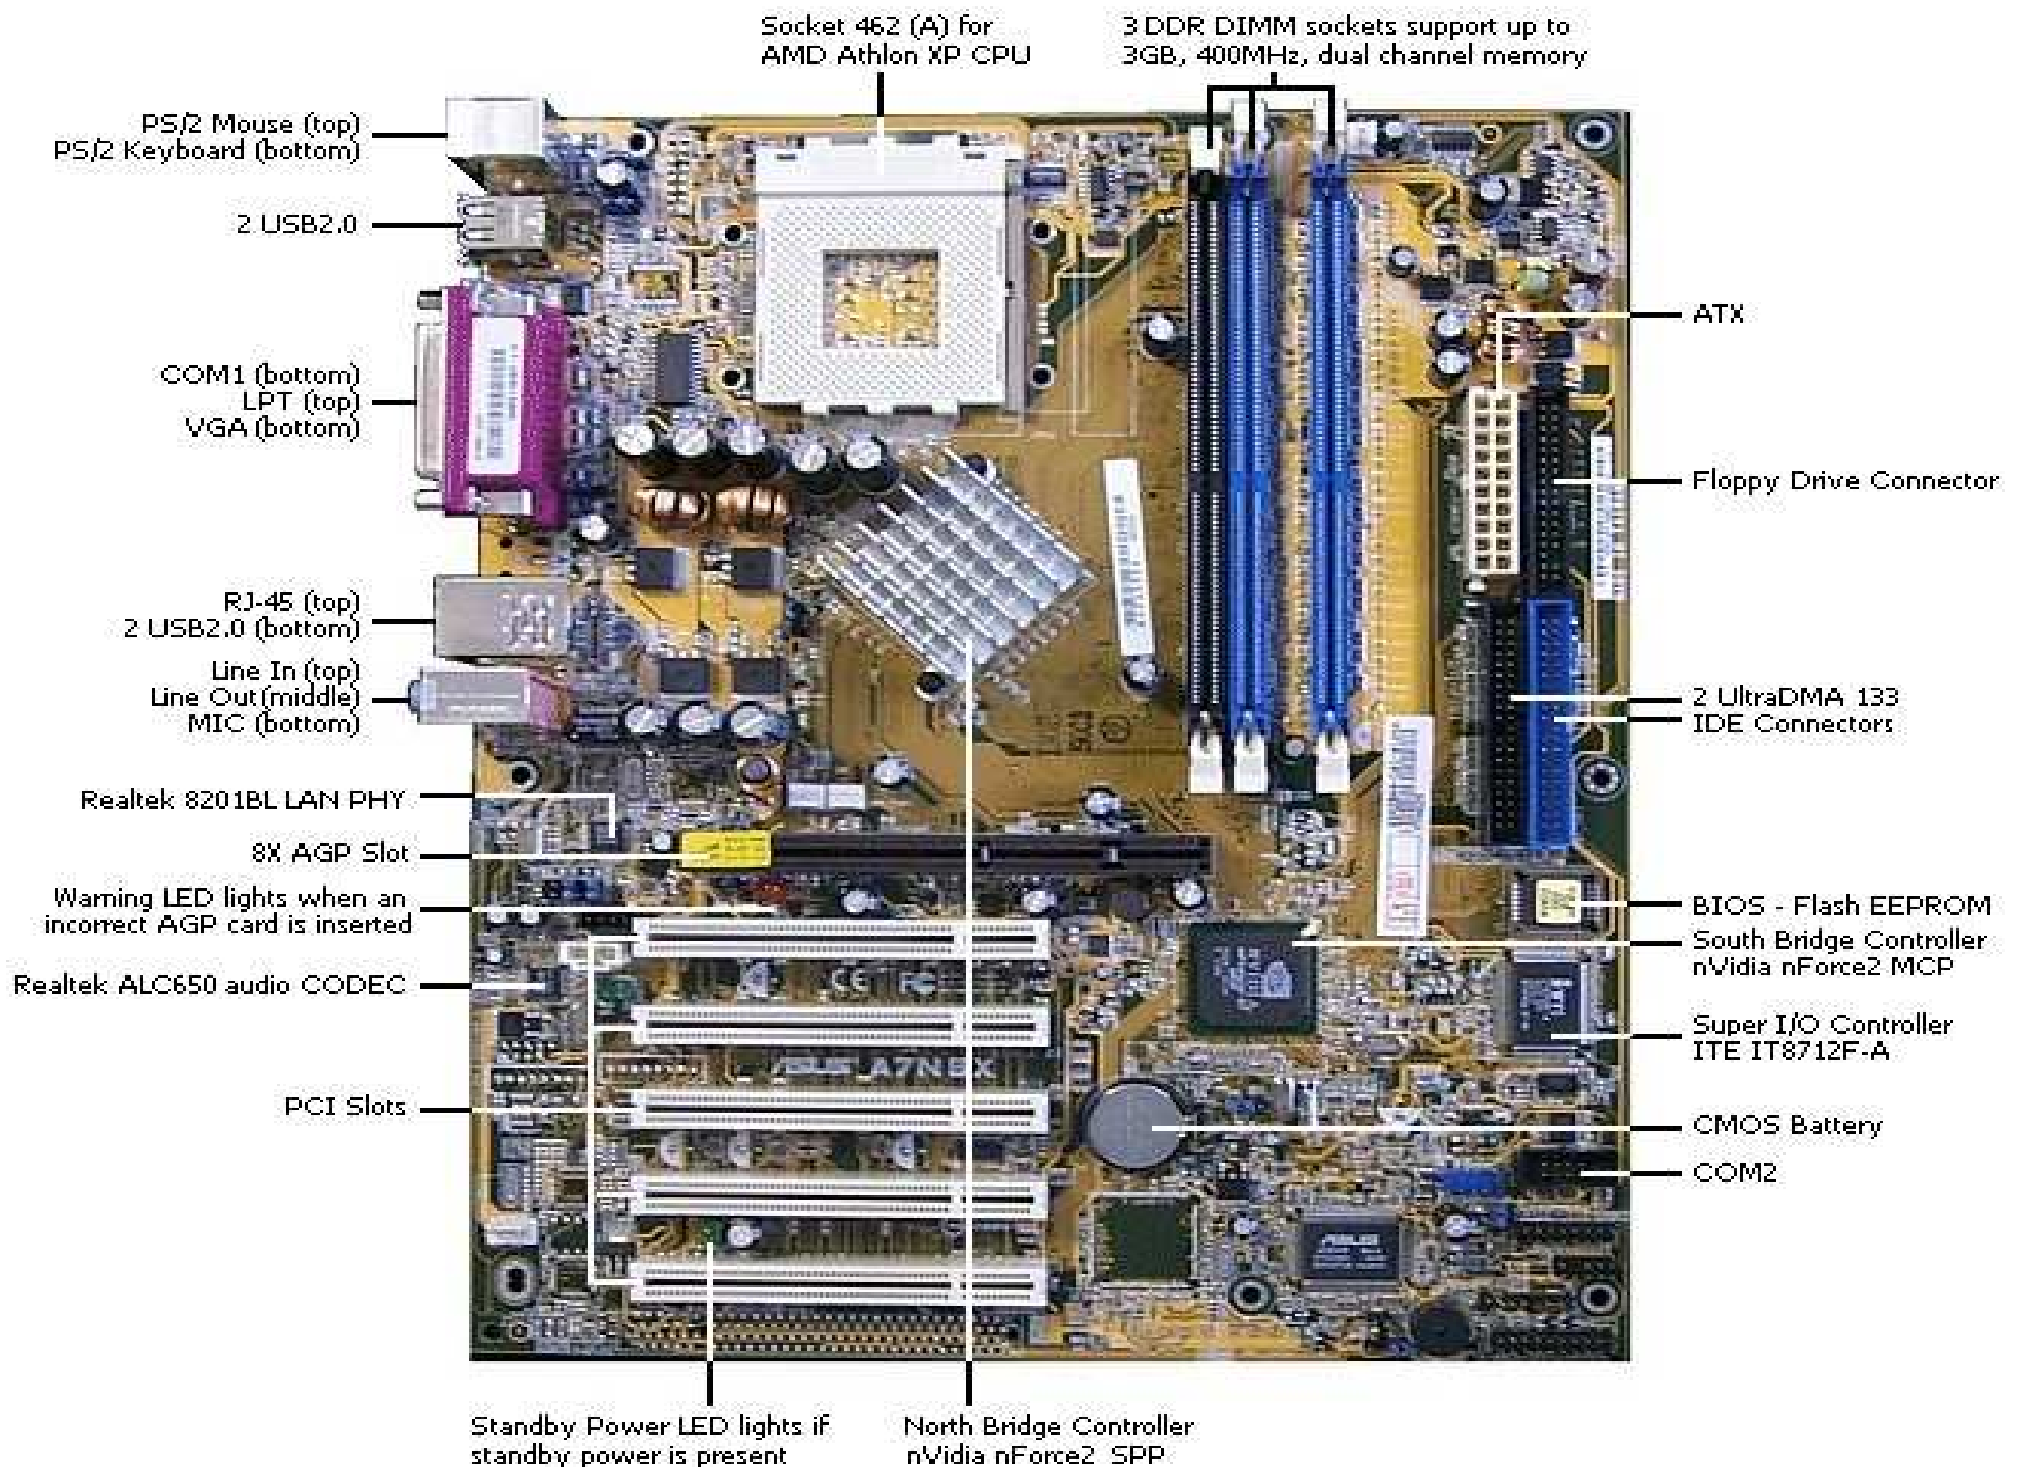 Socket 462 (A) for
AMD Athlon XP CPU
3 DDR DIMM sockets support up to
3GB, 400MHz, dual channel memory
PS/2 Mouse (top)
PS/2 Keyboard (bottom)
2 USB2.0
COM1 (bottom)
LPT (top)
VGA (bottom)
RJ-45 (top)
2 USB2.0 (bottom)
Line In (top)
Line Out(middle)
MIC (bottom)
Realtek 8201BL LAN PHY
8X AGP Slot
Warning LED lights when an
incorrect AGP card is inserted
Realtek ALC650 audio CODEC
PCI Slots
ATX
Floppy Drive Connector
2 UltraDMA 133
IDE Connectors
BIOS - Flash EEPROM
South Bridge Controller
nVidia nForce2 MCP
Super I/O Controller
ITE IT8712F-A
CMOS Battery
COM2
CE FC
ASUS A7N8X
ASUS
Standby Power LED lights if
standby power is present
North Bridge Controller
nVidia nForce2 SPP